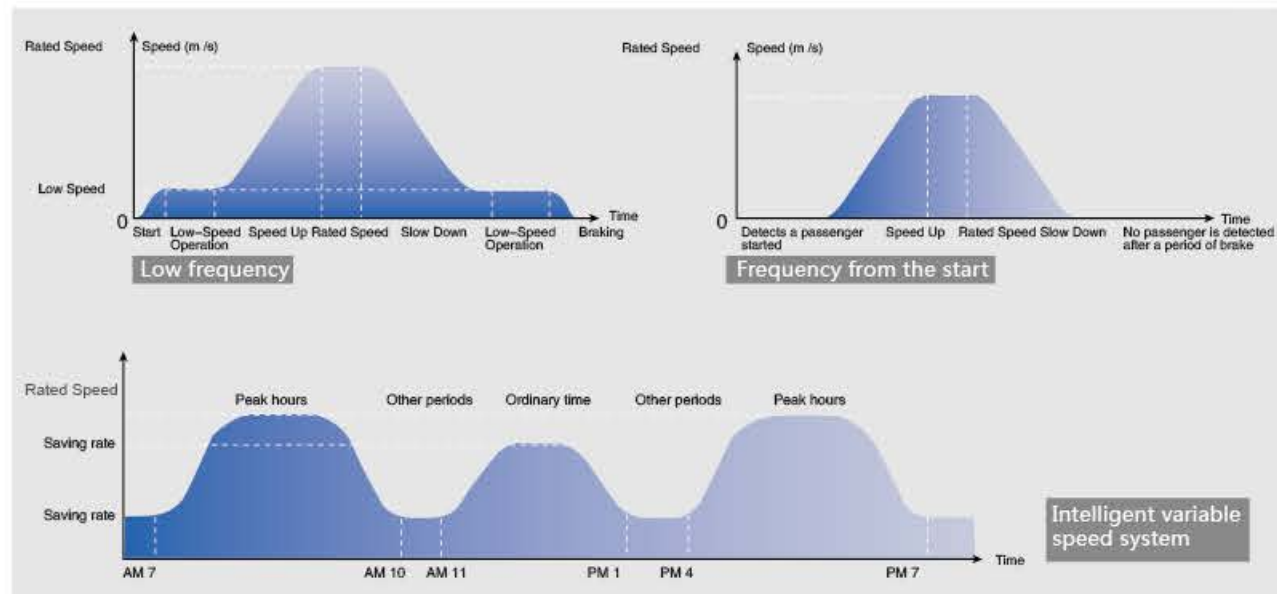 Rated Speed
Speed (m /s)
Low Speed
0
Time
Start
Low-Speed
Operation
Speed Up
Rated Speed
Slow Down
Low-Speed
Operation
Braking
Low frequency
Rated Speed
Speed (m /s)
0
Time
Detects a passenger
started
Speed Up
Rated Speed
Slow Down
No passenger is detected
after a period of brake
Frequency from the start
Rated Speed
Peak hours
Other periods
Ordinary time
Other periods
Peak hours
Saving rate
Saving rate
Time
AM 7
AM 10
AM 11
PM 1
PM 4
PM 7
Intelligent variable
speed system